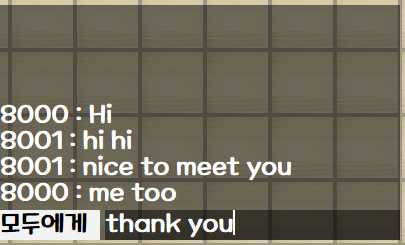 8000 : Hi
8001 : hi hi
8001 : nice to meet you
8000 : me too
모두에게 thank you